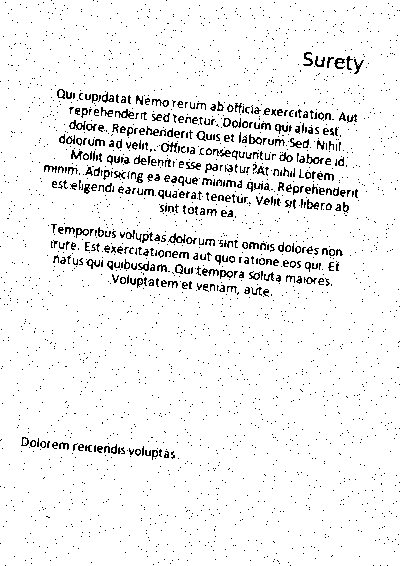 Surety
Qui cupidatat Nemo rerum ab officia exercitation. Aut
reprehenderit sed tenetur. Dolorum qui alias est
dolore. Reprehenderit Quis et laborum Sed. Nihil
dolorum ad velit, Officia consequuntur do labore id.
Mollit quia deleniti esse pariatur? At nihil Lorem
minim. Adipisicing ea eaque minima quia. Reprehenderit
est eligendi earum quaerat tenetur, Velit sit libero ab
sint totam ea.
Temporibus voluptas dolorum sint omnis dolores non
irure. Est exercitationem aut quo ratione eos qui. Et
natus qui quibusdam. Qui tempora soluta maiores.
Voluptatem et veniam, aute.
Dolorem reiciendis voluptas.